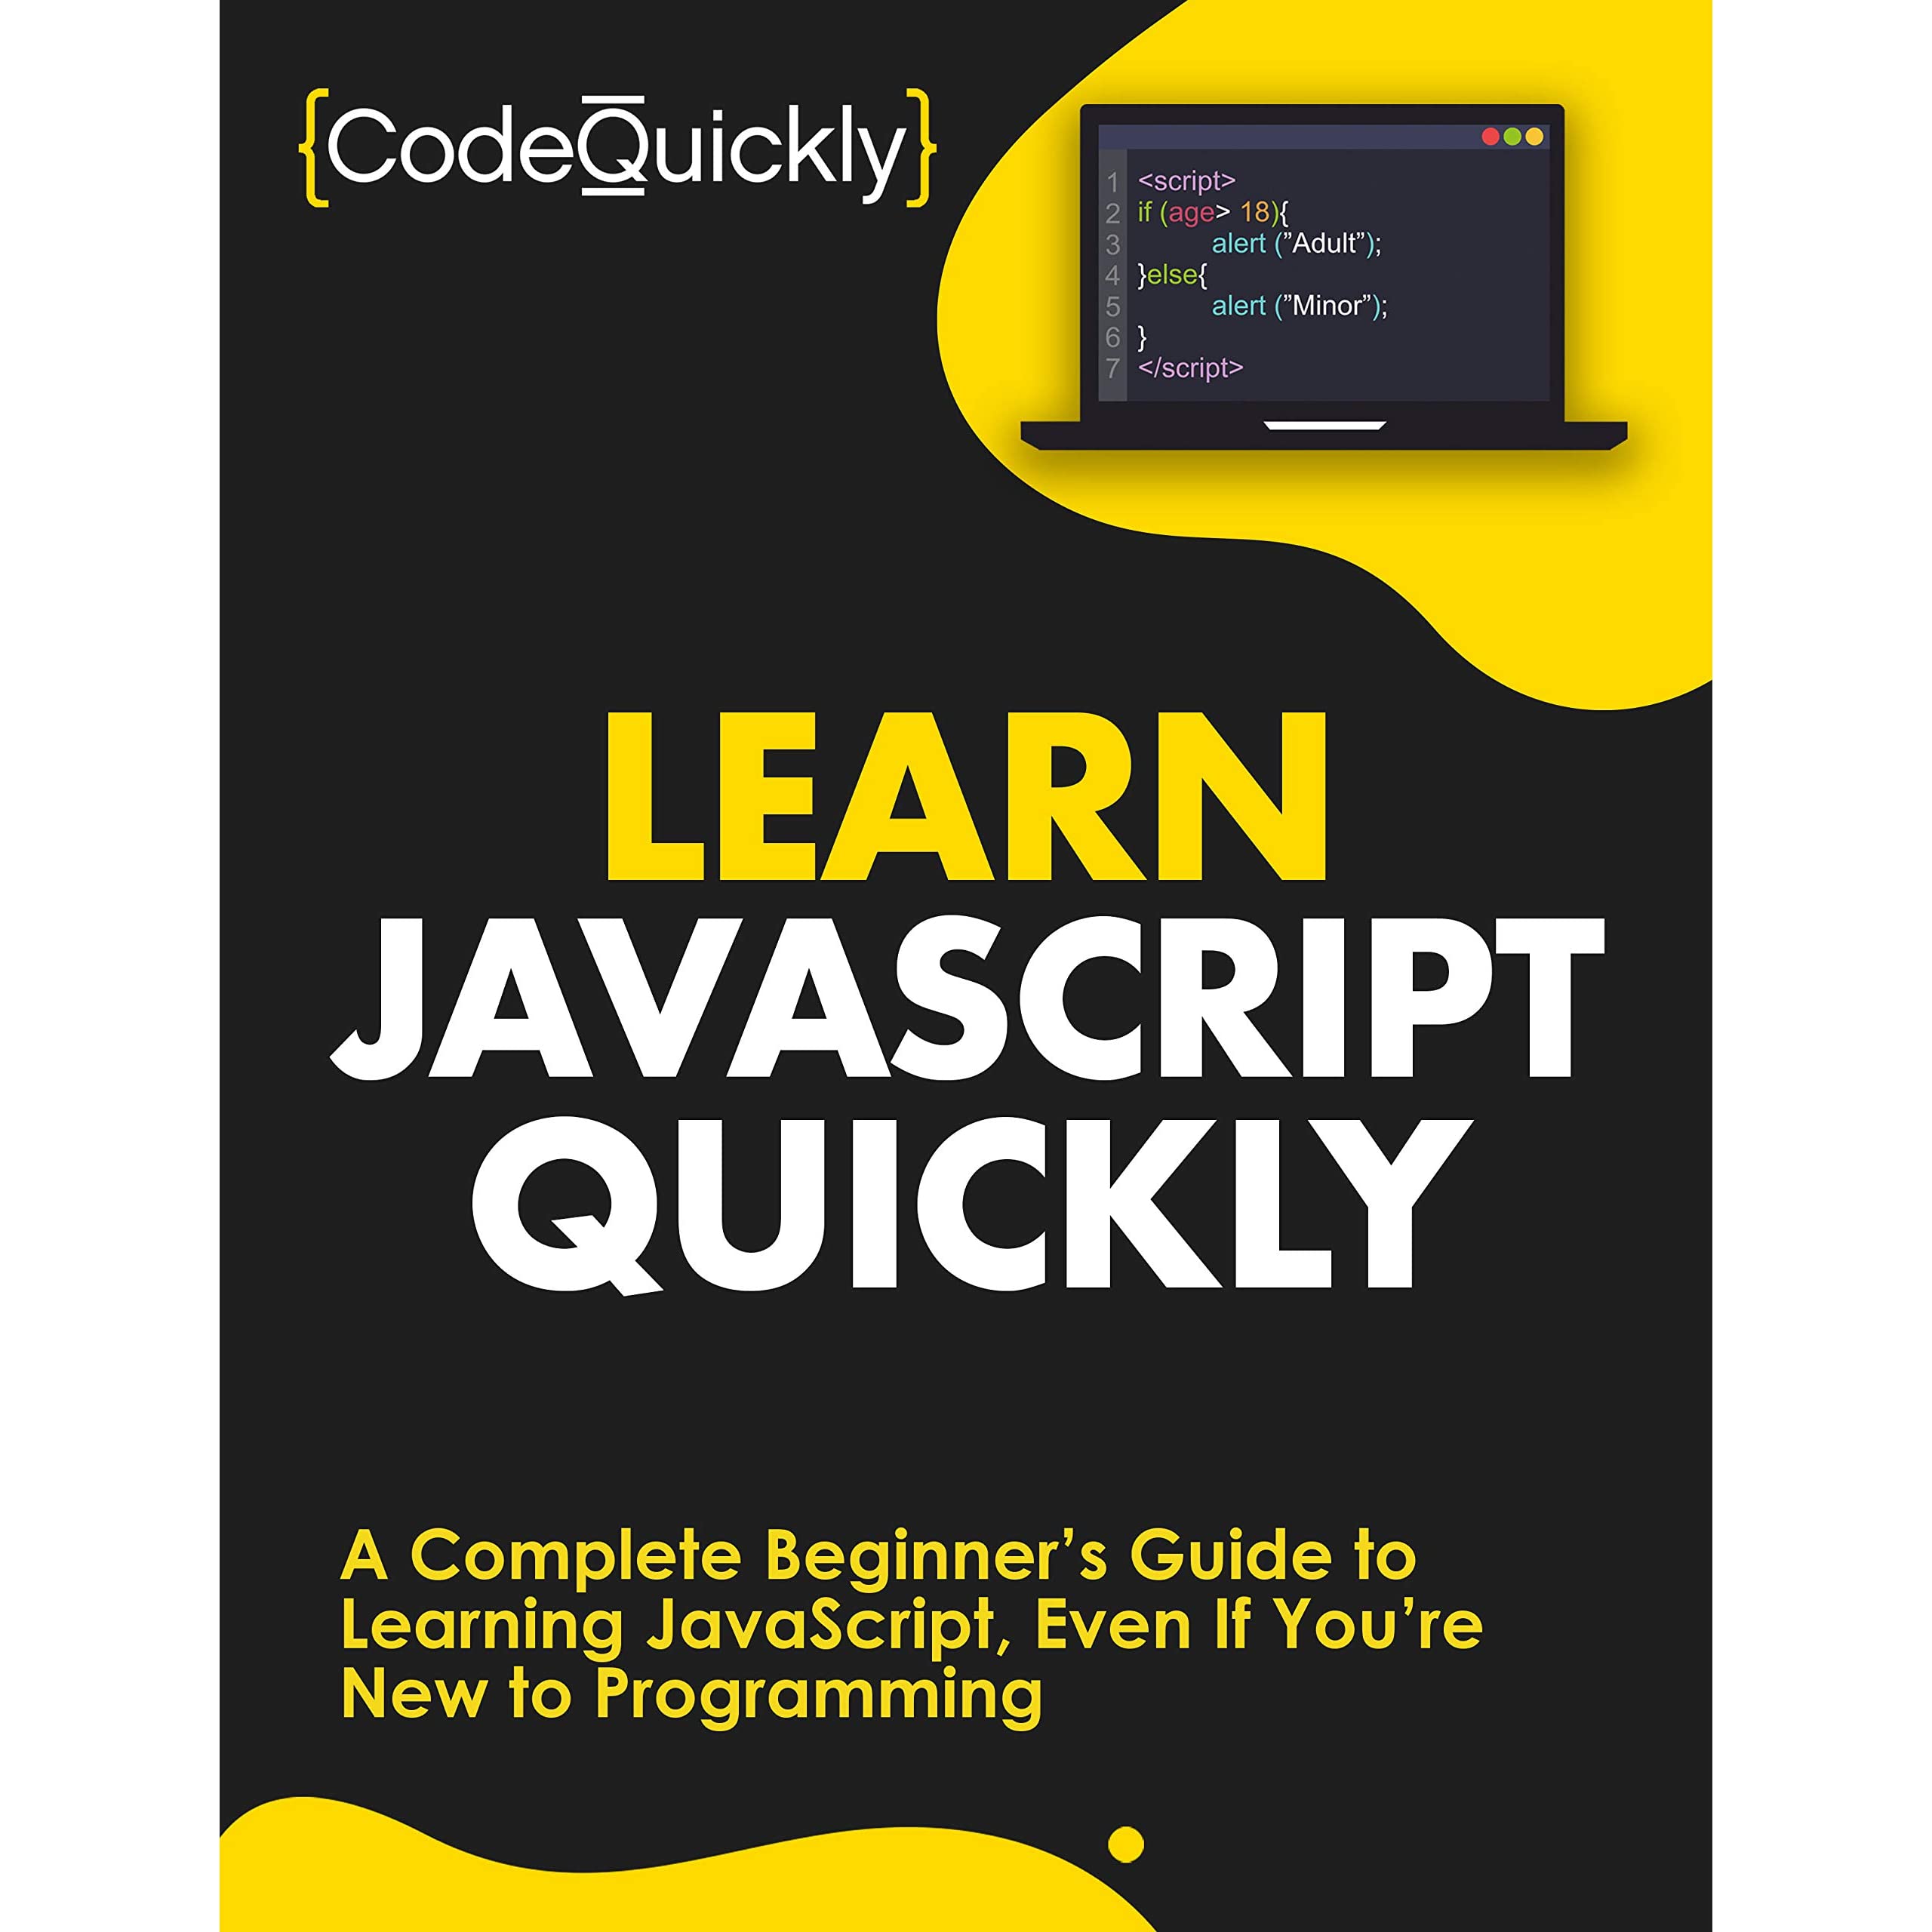 {CodeQuickly}
1 <script>
2 if (age> 18){
3 alert (”Adult”);
4 }else{
5 alert (”Minor”);
6 }
7 </script>
LEARN
JAVASCRIPT
QUICKLY
A Complete Beginner’s Guide to
Learning JavaScript, Even If You’re
New to Programming